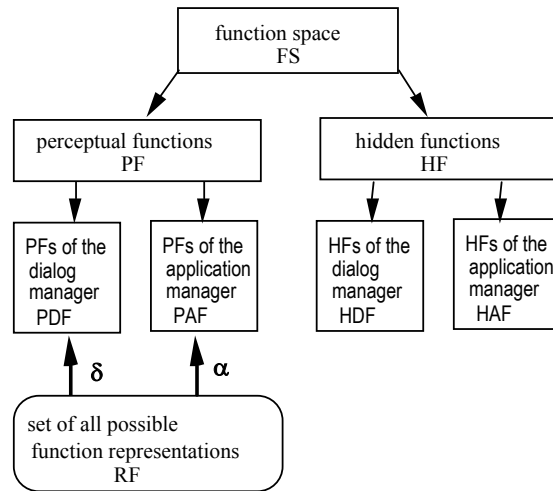 function space
FS
perceptual functions
PF
hidden functions
HF
PFs of the
dialog
manager
PDF
PFs of the
application
manager
PAF
HFs of the
dialog
manager
HDF
HFs of the
application
manager
HAF
δ
α
set of all possible
function representations
RF